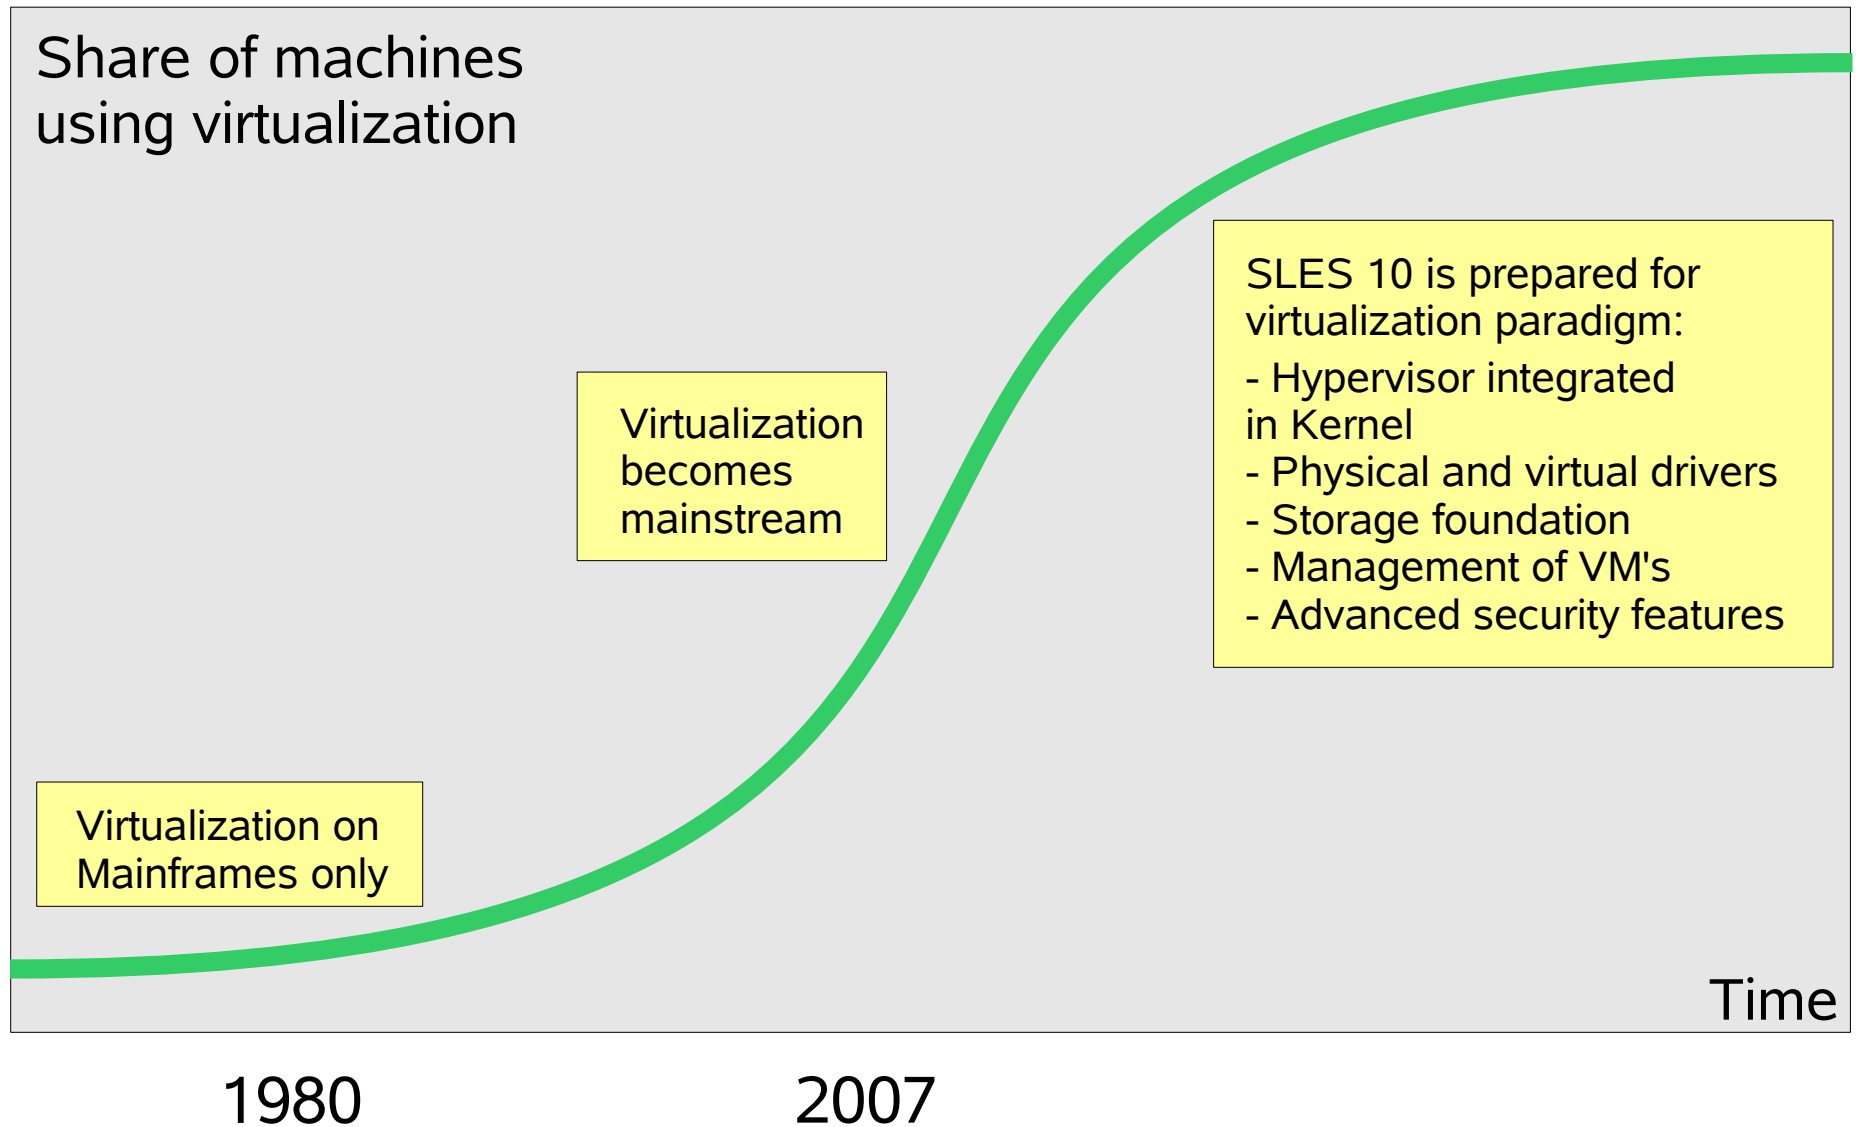 Share of machines
using virtualization
SLES 10 is prepared for
virtualization paradigm:
- Hypervisor integrated
in Kernel
- Physical and virtual drivers
- Storage foundation
- Management of VM's
- Advanced security features
Virtualization
becomes
mainstream
Virtualization on
Mainframes only
Time
1980
2007